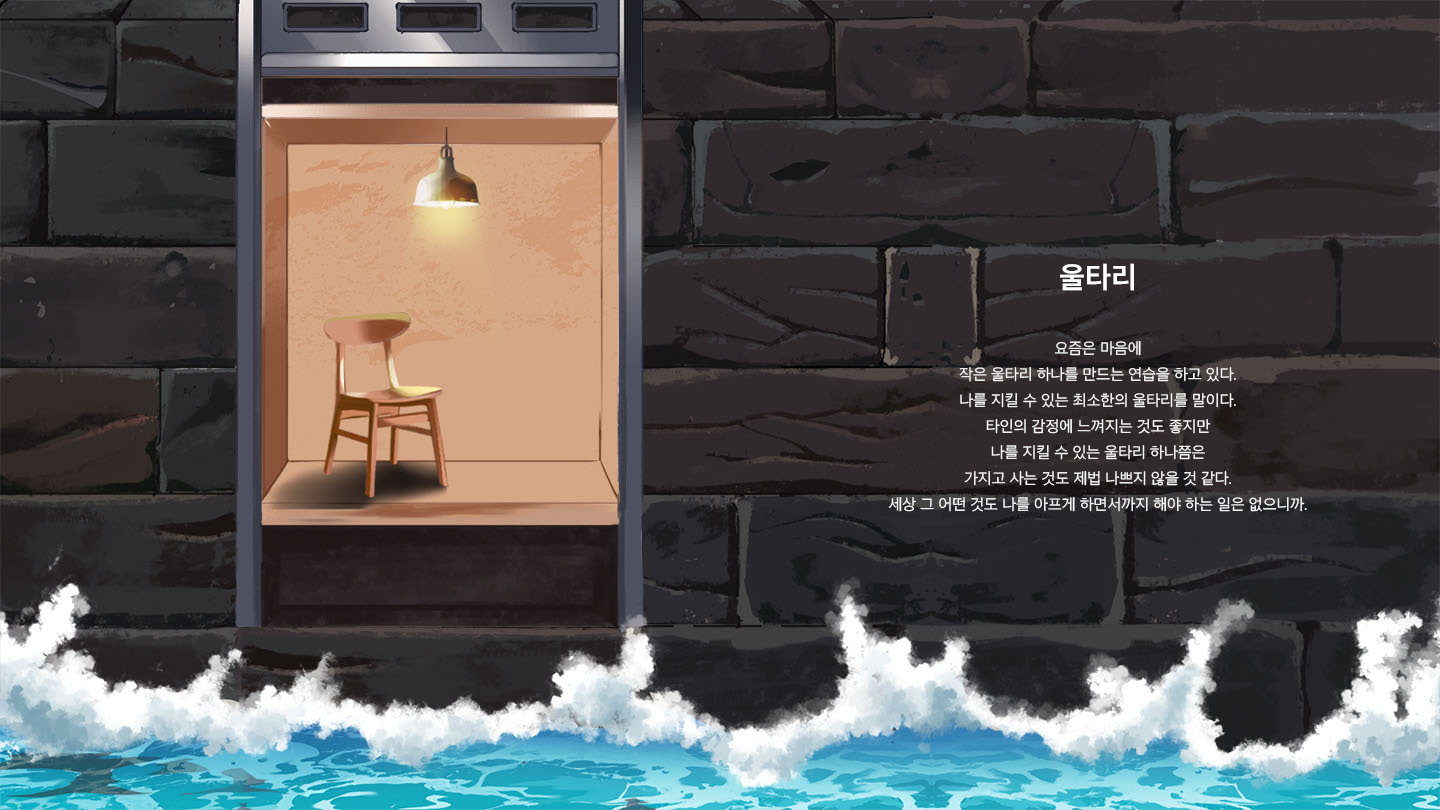 울타리
요즘은 마음에
작은 울타리 하나를 만드는 연습을 하고 있다.
나를 지킬 수 있는 최소한의 울타리를 말이다.
타인의 감정에 느껴지는 것도 좋지만
나를 지킬 수 있는 울타리 하나쯤은
가지고 사는 것도 제법 나쁘지 않을 것 같다.
세상 그 어떤 것도 나를 아프게 하면서까지 해야 하는 일은 없으니까.